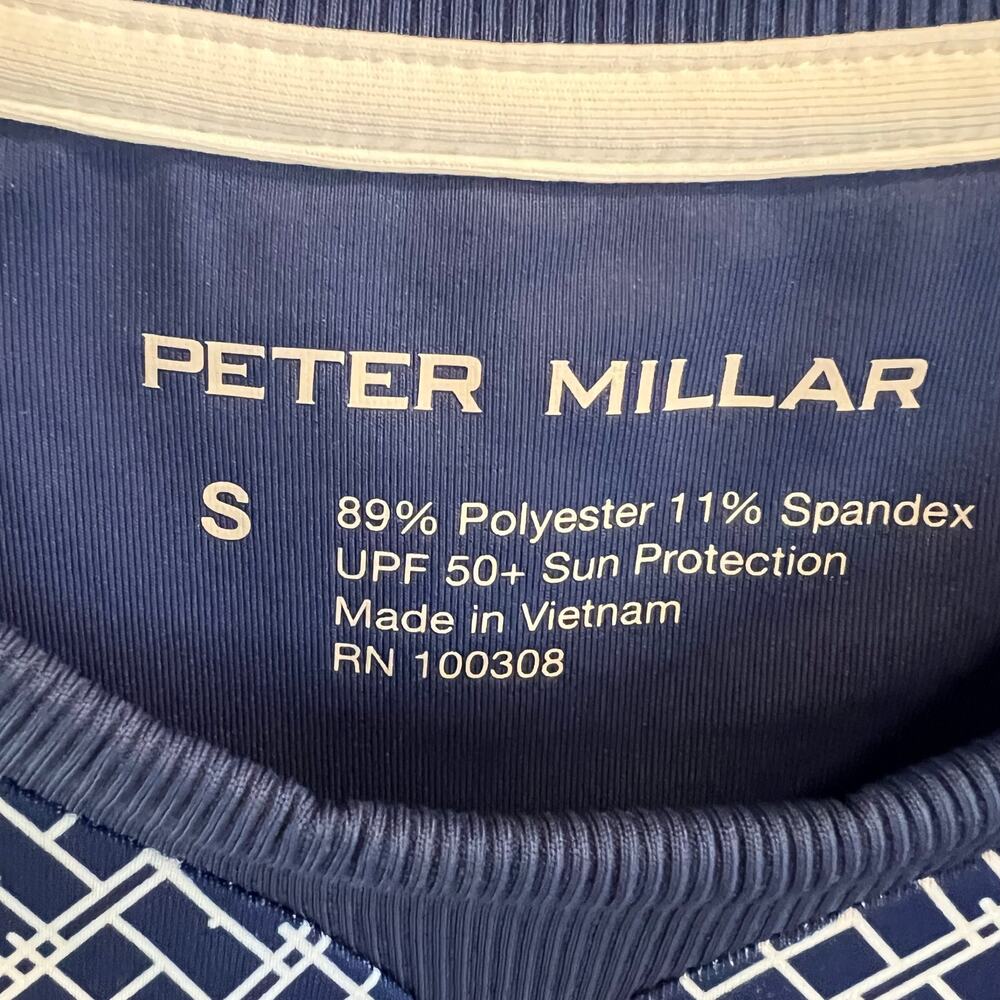 PETER MILLAR
S
89% Polyester 11% Spandex
UPF 50+ Sun Protection
Made in Vietnam
RN 100308